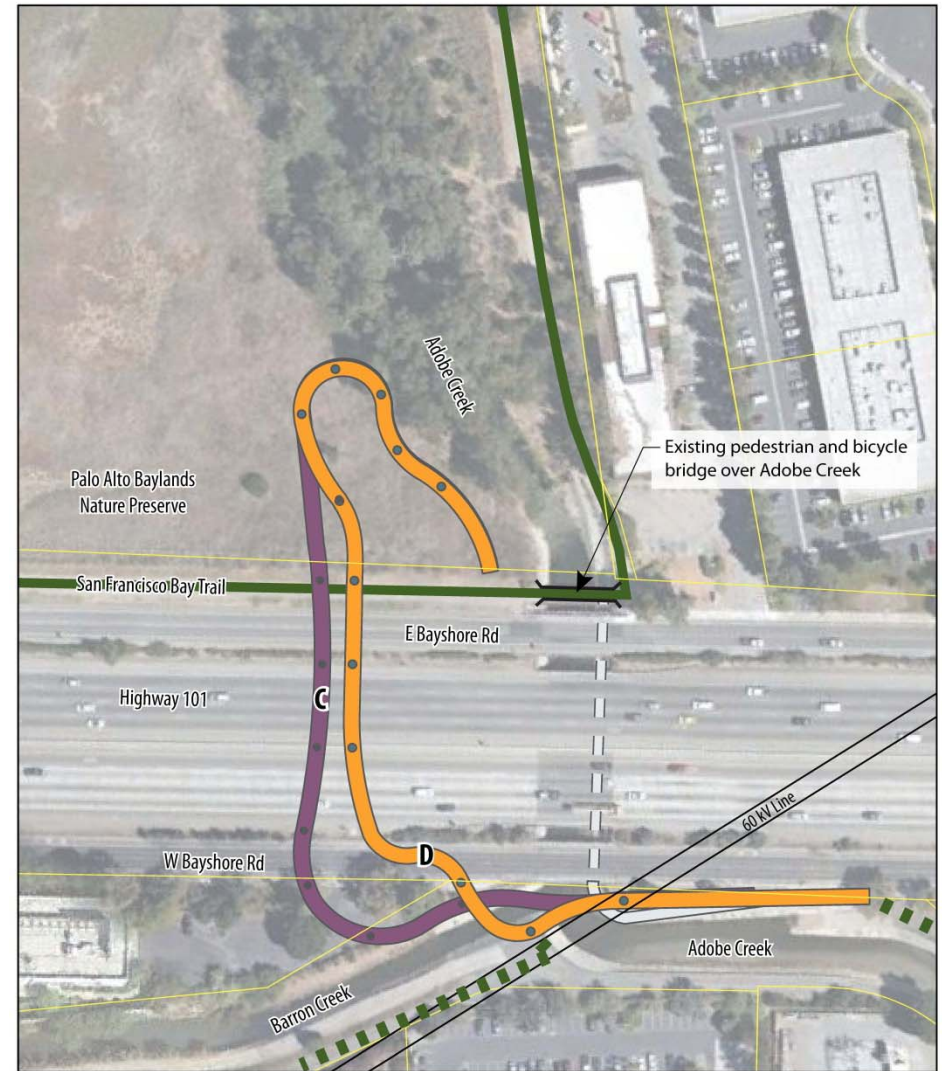 Adobe Creek
Existing pedestrian and bicycle
bridge over Adobe Creek
Palo Alto Baylands
Nature Preserve
San Francisco Bay Trail
E Bayshore Rd
Highway 101
C
60 kV Line
W Bayshore Rd
D
Adobe Creek
Barron Creek